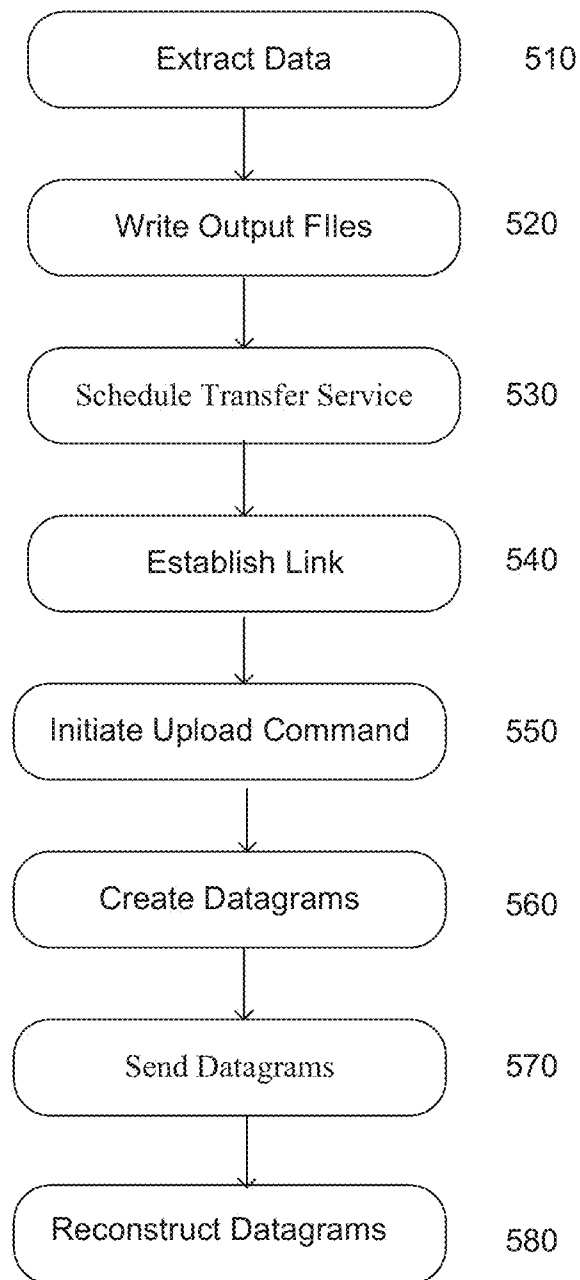 Extract Data 510
Write Output FIles 520
Schedule Transfer Service 530
Establish Link 540
Initiate Upload Command 550
Create Datagrams 560
Send Datagrams 570
Reconstruct Datagrams 580